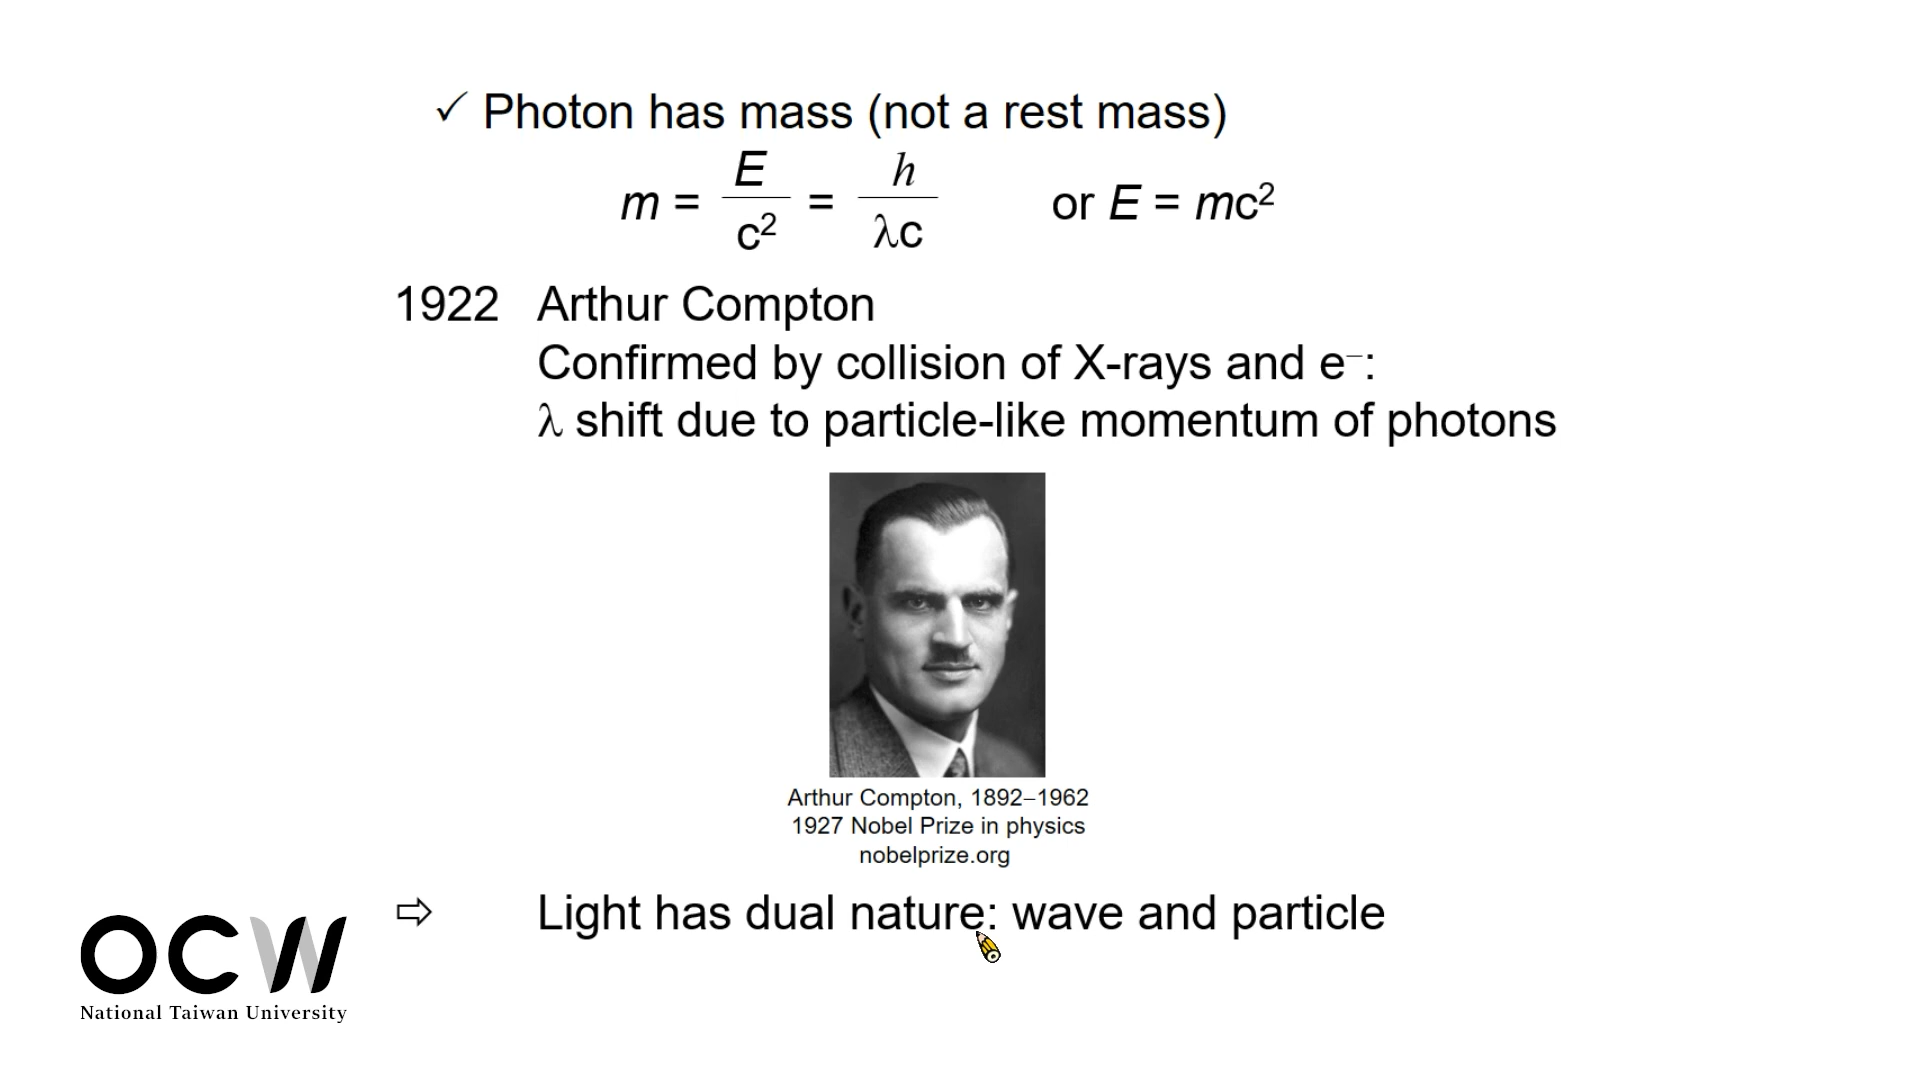 ✓ Photon has mass (not a rest mass)
m = E/c² = h/λc or E = mc²
1922 Arthur Compton
Confirmed by collision of X-rays and e⁻:
λ shift due to particle-like momentum of photons
Arthur Compton, 1892–1962
1927 Nobel Prize in physics
nobelprize.org
⇨ Light has dual nature: wave and particle
OCW
National Taiwan University